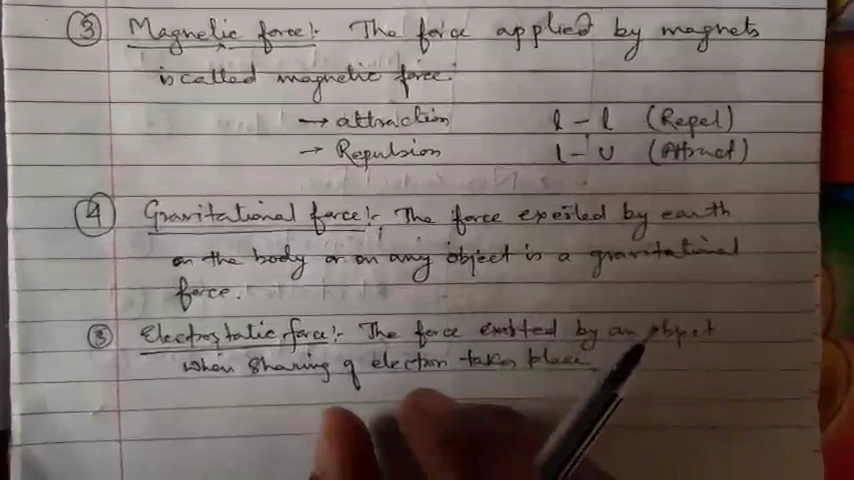 ③ Magnetic force:- The force applied by magnets
is called magnetic force.
→ attraction l - l (Repel)
→ Repulsion l - U (Attract)
④ Gravitational force:- The force exerted by earth
on the body or on any object is a gravitational
force.
⑤ Electrostatic force:- The force exerted by an object
when sharing of electron takes place.